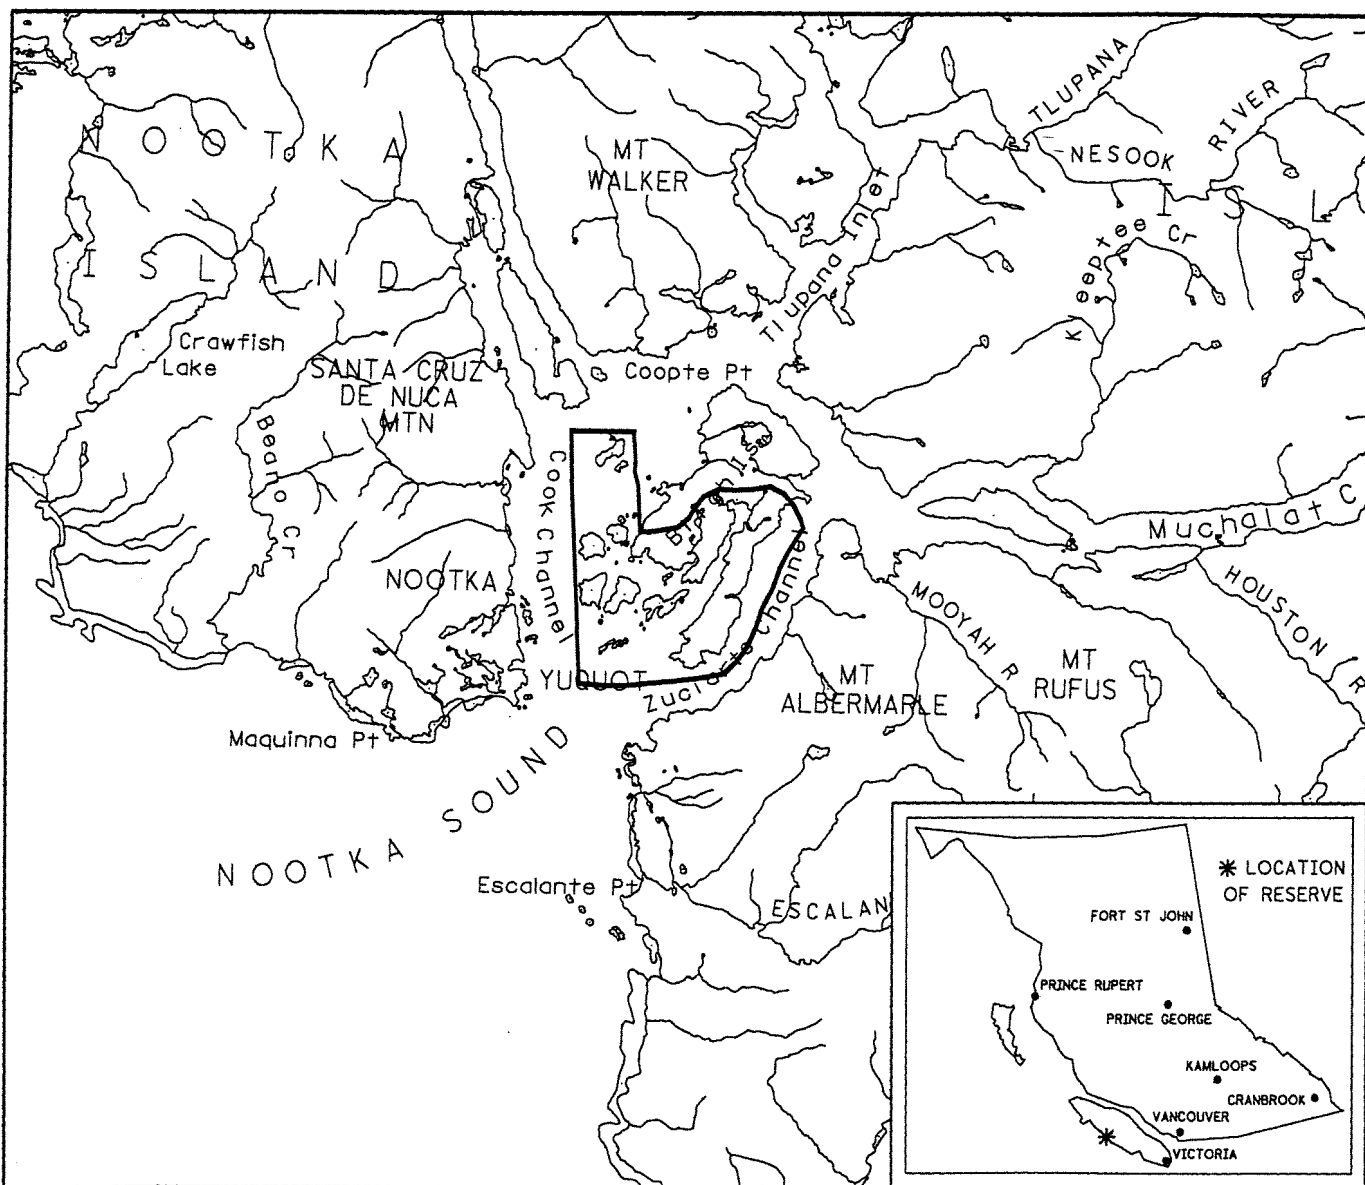 TLUPANA
RIVER
NOOTKA
ISLAND
MT
WALKER
NESOOK
Tlupana Inlet
Kleeptee Cr
Crawfish
Lake
SANTA CRUZ
DE NUCA
MTN
Coopte Pt
Beano Cr
Cook Channel
Muchalat
NOOTKA
Zuciarte Channel
MOOYAH R
HOUSTON R
YUQUOT
MT
ALBERMARLE
MT
RUFUS
Maquinna Pt
NOOTKA SOUND
Escalante Pt
ESCALAN
* LOCATION
OF RESERVE
FORT ST JOHN
PRINCE RUPERT
PRINCE GEORGE
KAMLOOPS
CRANBROOK
VANCOUVER
VICTORIA